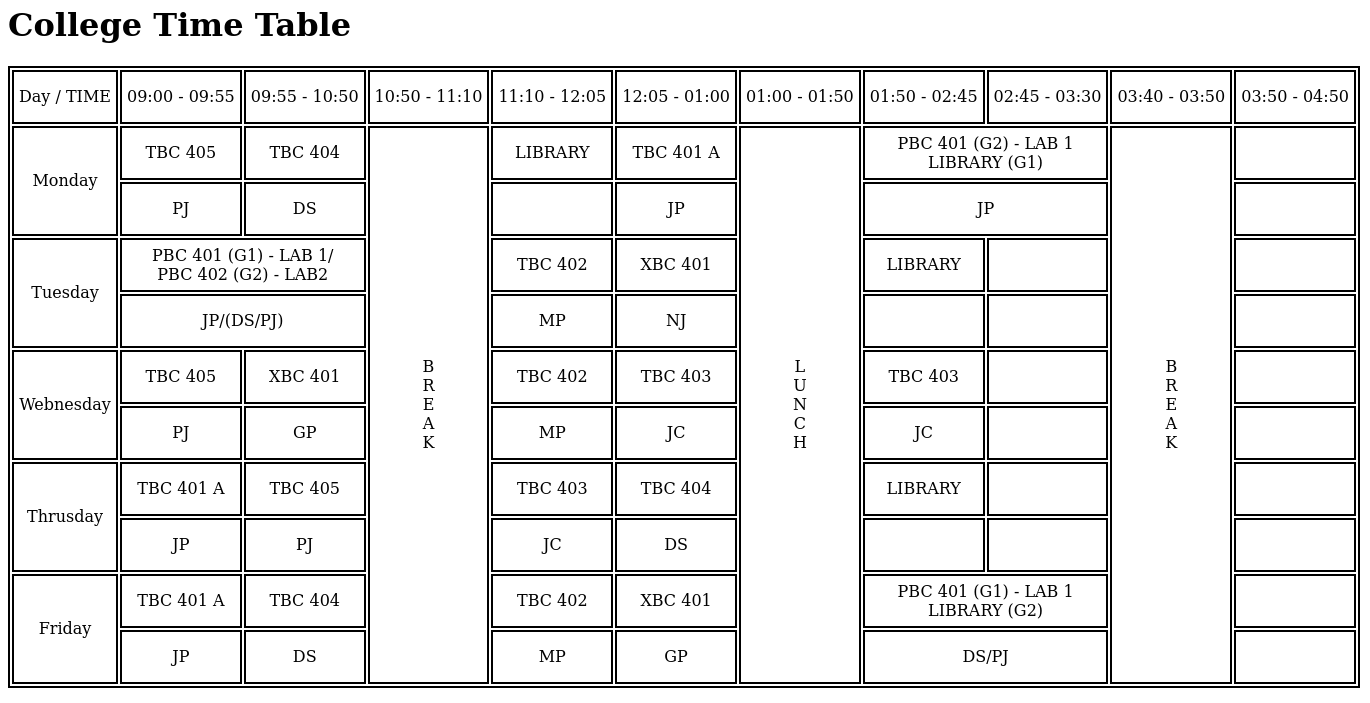 College Time Table
Day / TIME 09:00 - 09:55 09:55 - 10:50 10:50 - 11:10 11:10 - 12:05 12:05 - 01:00 01:00 - 01:50 01:50 - 02:45 02:45 - 03:30 03:40 - 03:50 03:50 - 04:50
Monday
TBC 405 TBC 404 LIBRARY TBC 401 A PBC 401 (G2) - LAB 1
LIBRARY (G1)
PJ DS JP JP
Tuesday
PBC 401 (G1) - LAB 1/
PBC 402 (G2) - LAB2
TBC 402 XBC 401 LIBRARY
JP/(DS/PJ) MP NJ
B
R
E
A
K
L
U
N
C
H
B
R
E
A
K
Webnesday
TBC 405 XBC 401 TBC 402 TBC 403 TBC 403
PJ GP MP JC JC
Thrusday
TBC 401 A TBC 405 TBC 403 TBC 404 LIBRARY
JP PJ JC DS
Friday
TBC 401 A TBC 404 TBC 402 XBC 401 PBC 401 (G1) - LAB 1
LIBRARY (G2)
JP DS MP GP DS/PJ